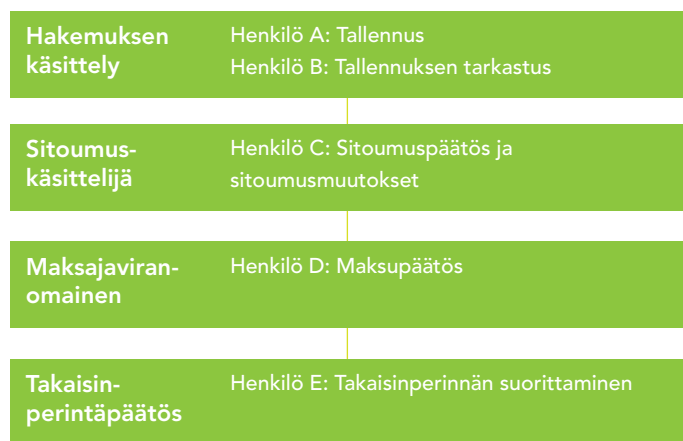 Hakemuksen
käsittely
Henkilö A: Tallennus
Henkilö B: Tallennuksen tarkastus
Sitoumus-
käsittelijä
Henkilö C: Sitoumuspäätös ja
sitoumusmuutokset
Maksajaviran-
omainen
Henkilö D: Maksupäätös
Takaisin-
perintäpäätös
Henkilö E: Takaisinperinnän suorittaminen